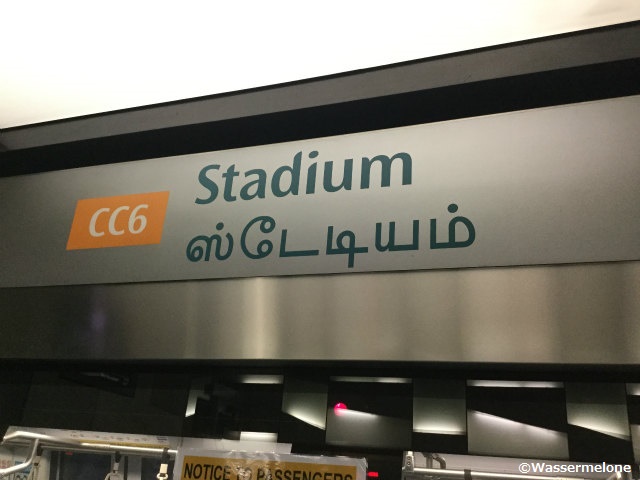 Stadium
CC6
ஸ்டேடியம்
NOTICE TO PASSENGERS
©Wassermelone